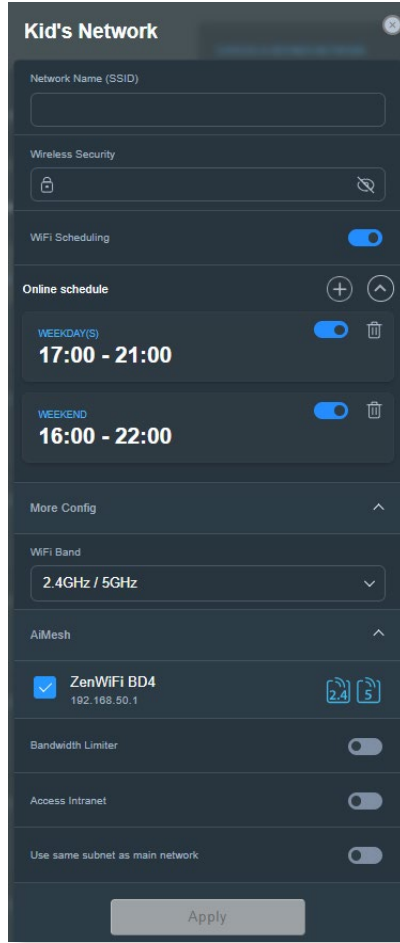 Kid's Network
Network Name (SSID)
Wireless Security
WiFi Scheduling
Online schedule
WEEKDAY(S)
17:00 - 21:00
WEEKEND
16:00 - 22:00
More Config
WiFi Band
2.4GHz / 5GHz
AiMesh
ZenWiFi BD4
192.168.50.1
2.4 5
Bandwidth Limiter
Access Intranet
Use same subnet as main network
Apply